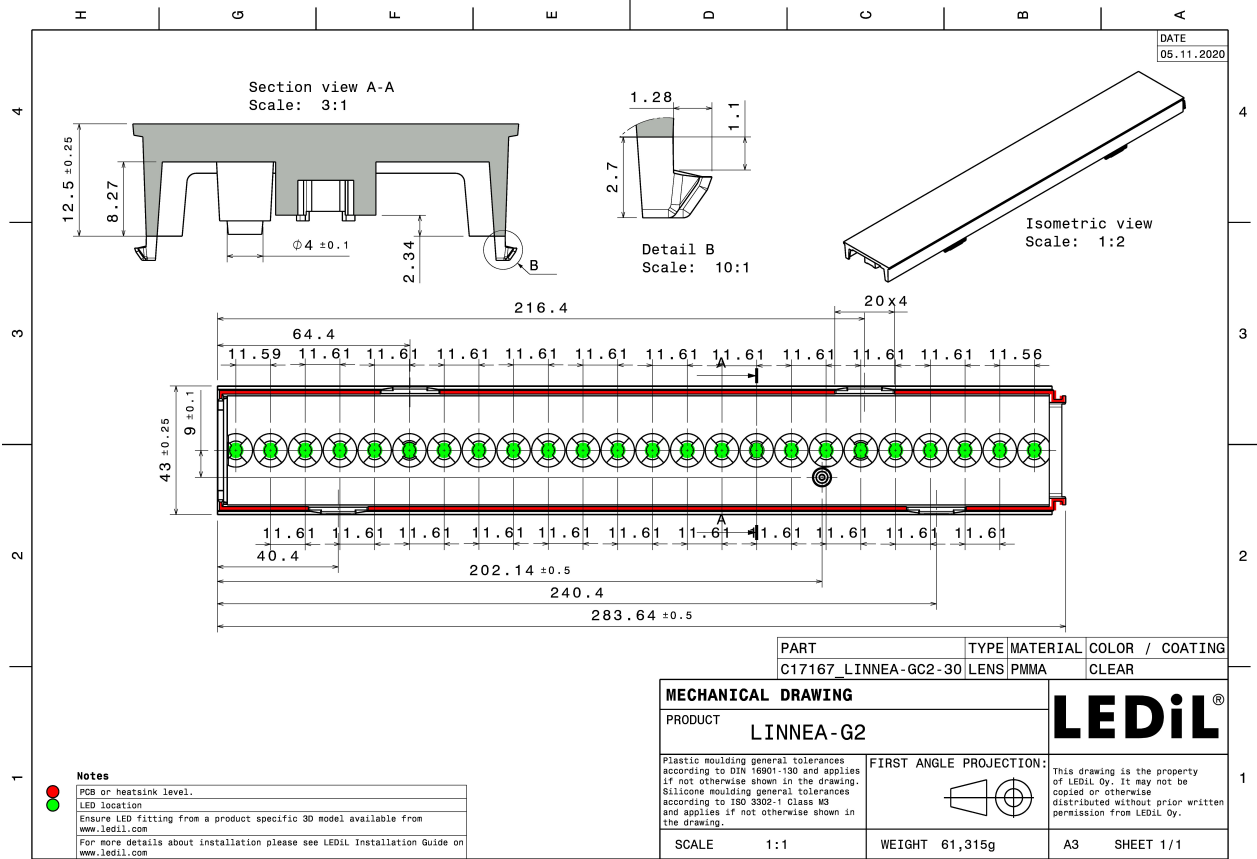 H G F E D C B A
DATE
05.11.2020
4
4
3
3
2
2
1
1
Section view A-A
Scale: 3:1
12.5 ±0.25
8.27
∅4 ±0.1
2.34
B
1.28
1.1
2.7
Detail B
Scale: 10:1
Isometric view
Scale: 1:2
216.4
20x4
64.4
11.59 11.61 11.61 11.61 11.61 11.61 11.61 11.61 11.61 11.61 11.61 11.56
A
43 ±0.25
9 ±0.1
A
11.61 11.61 11.61 11.61 11.61 11.61 11.61 11.61 11.61 11.61 11.61
40.4
202.14 ±0.5
240.4
283.64 ±0.5
PART TYPE MATERIAL COLOR / COATING
C17167_LINNEA-GC2-30 LENS PMMA CLEAR
MECHANICAL DRAWING
PRODUCT
LINNEA-G2
LEDiL®
Plastic moulding general tolerances
according to DIN 16901-130 and applies
if not otherwise shown in the drawing.
Silicone moulding general tolerances
according to ISO 3302-1 Class M3
and applies if not otherwise shown in
the drawing.
FIRST ANGLE PROJECTION:
This drawing is the property
of LEDiL Oy. It may not be
copied or otherwise
distributed without prior written
permission from LEDiL Oy.
SCALE 1:1
WEIGHT 61,315g
A3 SHEET 1/1
Notes
PCB or heatsink level.
LED location
Ensure LED fitting from a product specific 3D model available from
www.ledil.com
For more details about installation please see LEDiL Installation Guide on
www.ledil.com